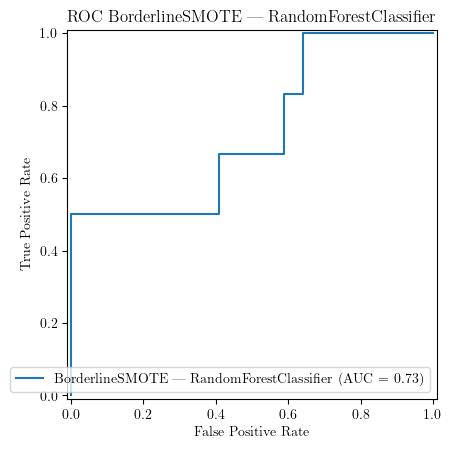 ROC BorderlineSMOTE — RandomForestClassifier
1.0
0.8
0.6
0.4
0.2
0.0
True Positive Rate
BorderlineSMOTE — RandomForestClassifier (AUC = 0.73)
0.0 0.2 0.4 0.6 0.8 1.0
False Positive Rate